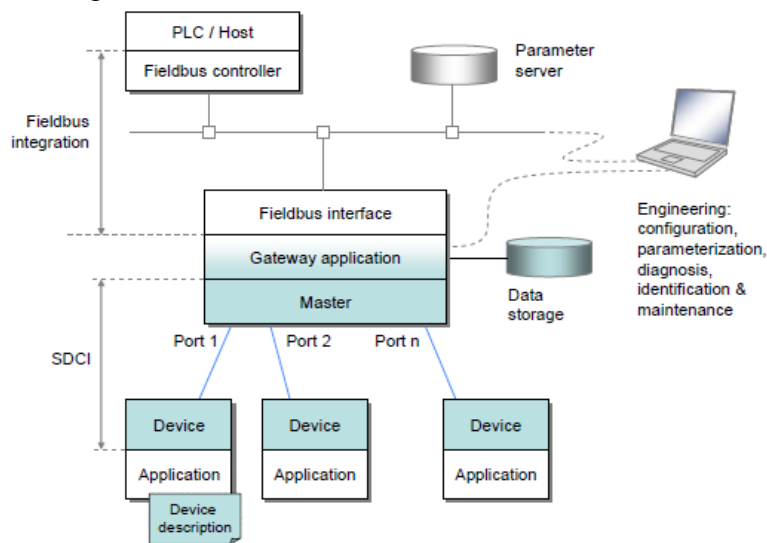 PLC / Host
Fieldbus controller
Parameter
server
Fieldbus
integration
Fieldbus interface
Gateway application
Master
Data
storage
Engineering:
configuration,
parameterization,
diagnosis,
identification &
maintenance
SDCI
Port 1
Port 2
Port n
Device
Application
Device
Application
Device
Application
Device
description